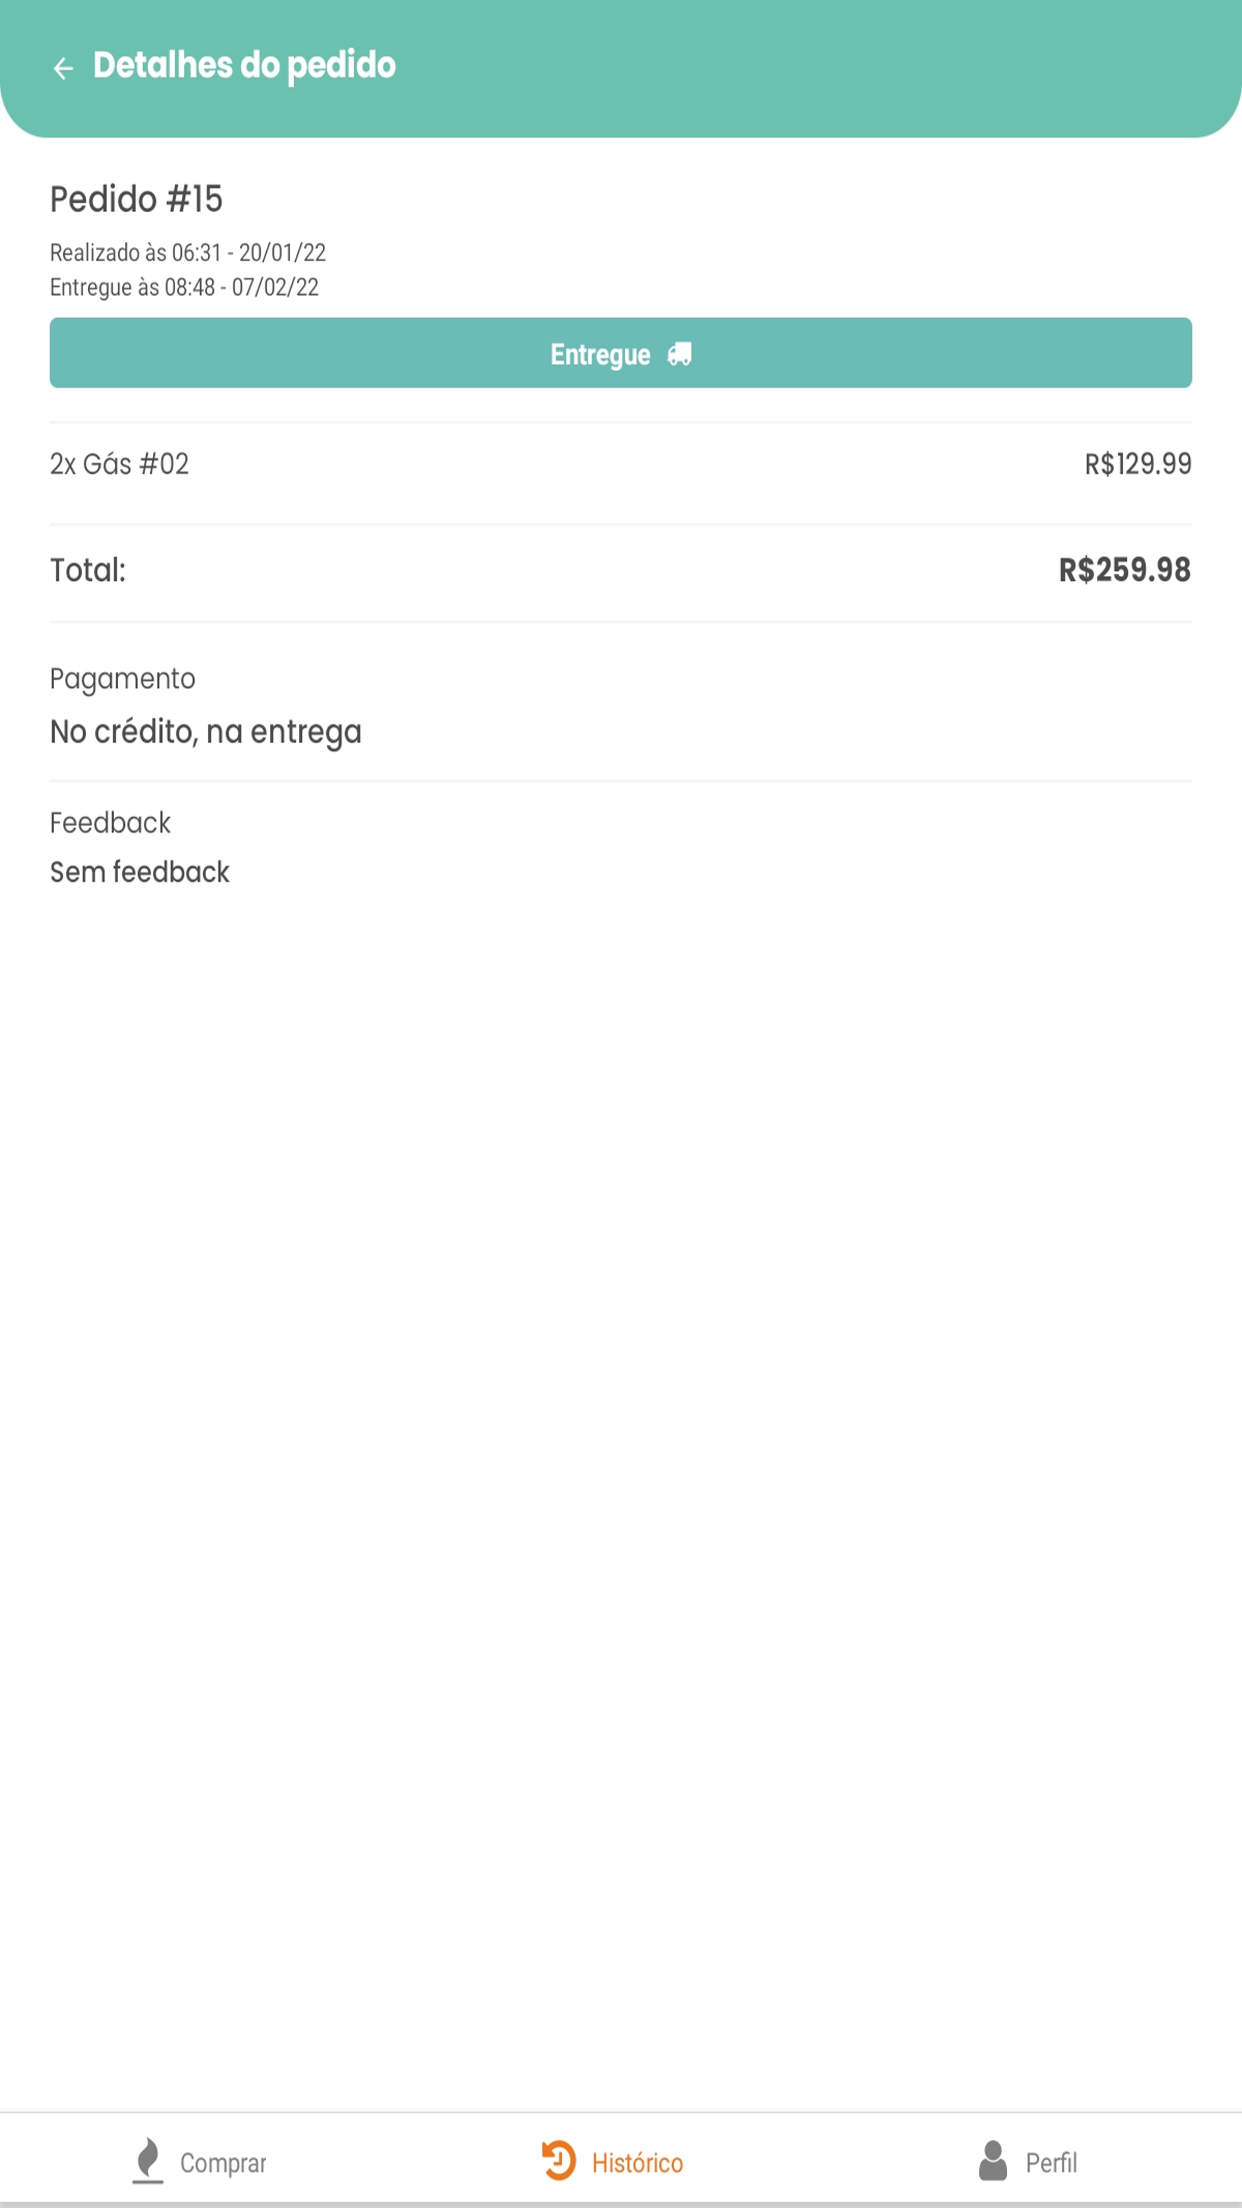 Detalhes do pedido
Pedido #15
Realizado às 06:31 - 20/01/22
Entregue às 08:48 - 07/02/22
Entregue
2x Gás #02 R$129.99
Total: R$259.98
Pagamento
No crédito, na entrega
Feedback
Sem feedback
Comprar Histórico Perfil